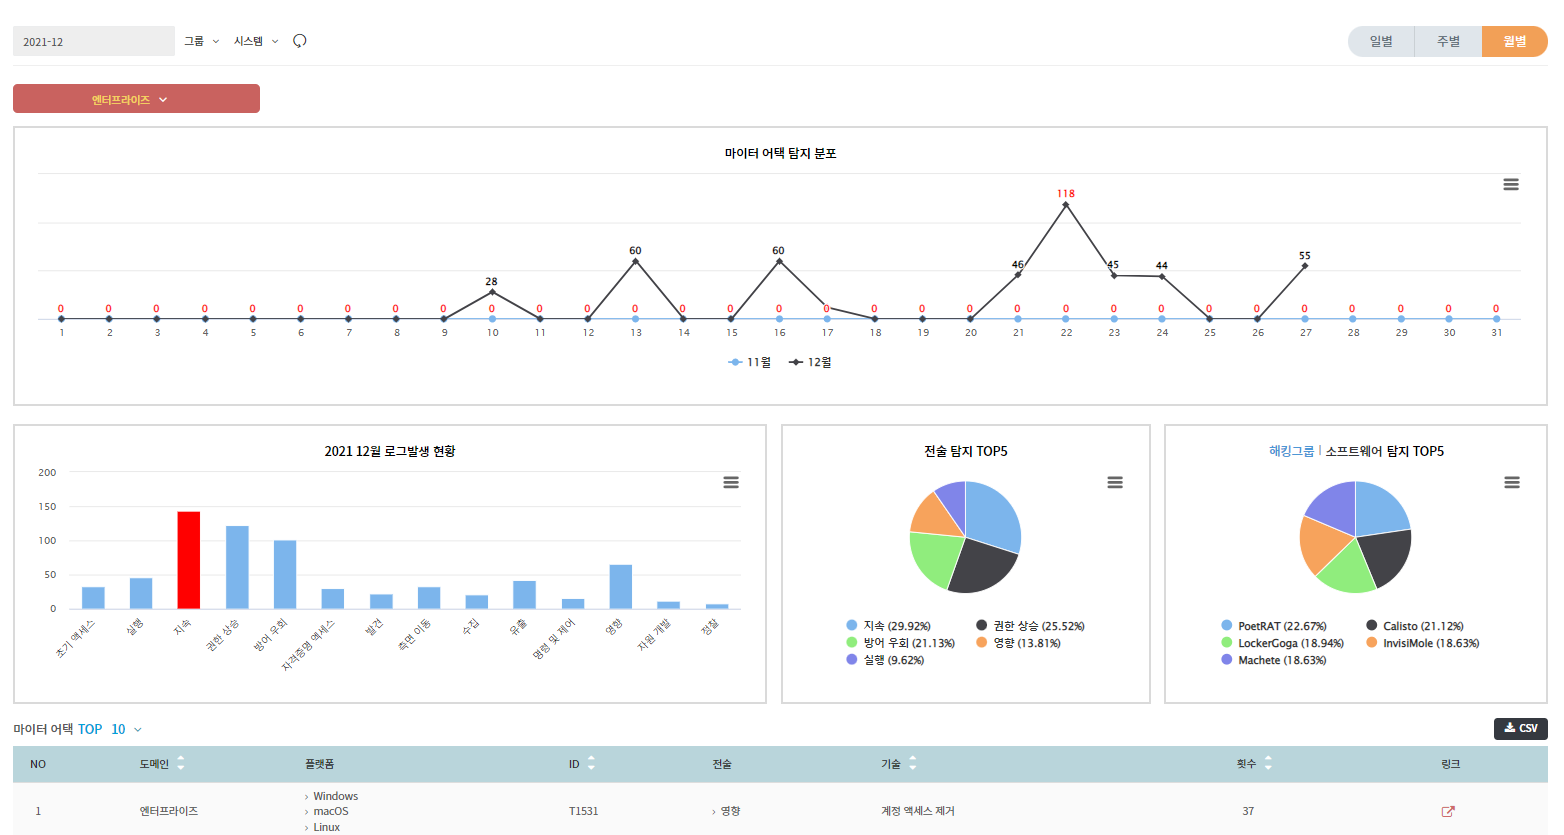 2021-12 그룹 시스템 일별 주별 월별
엔터프라이즈
마이터 어택 탐지 분포
118
60 60
46 45 44 55
28
0 0 0 0 0 0 0 0 0 0 0 0 0 0 0 0 0 0 0 0 0 0 0 0 0 0 0 0 0 0 0
1 2 3 4 5 6 7 8 9 10 11 12 13 14 15 16 17 18 19 20 21 22 23 24 25 26 27 28 29 30 31
11월 12월
2021 12월 로그발생 현황
200
150
100
50
0
초기 액세스 실행 지속 권한 상승 방어 우회 자격증명 액세스 발견 측면 이동 수집 유출 명령 및 제어 영향 자원 개발 정찰
전술 탐지 TOP5
지속 (29.92%) 권한 상승 (25.52%)
방어 우회 (21.13%) 영향 (13.81%)
실행 (9.62%)
해킹그룹 | 소프트웨어 탐지 TOP5
PoetRAT (22.67%) Calisto (21.12%)
LockerGoga (18.94%) InvisiMole (18.63%)
Machete (18.63%)
마이터 어택 TOP 10 CSV
NO 도메인 플랫폼 ID 전술 기술 횟수 링크
1 엔터프라이즈 › Windows › macOS › Linux T1531 › 영향 계정 액세스 제거 37